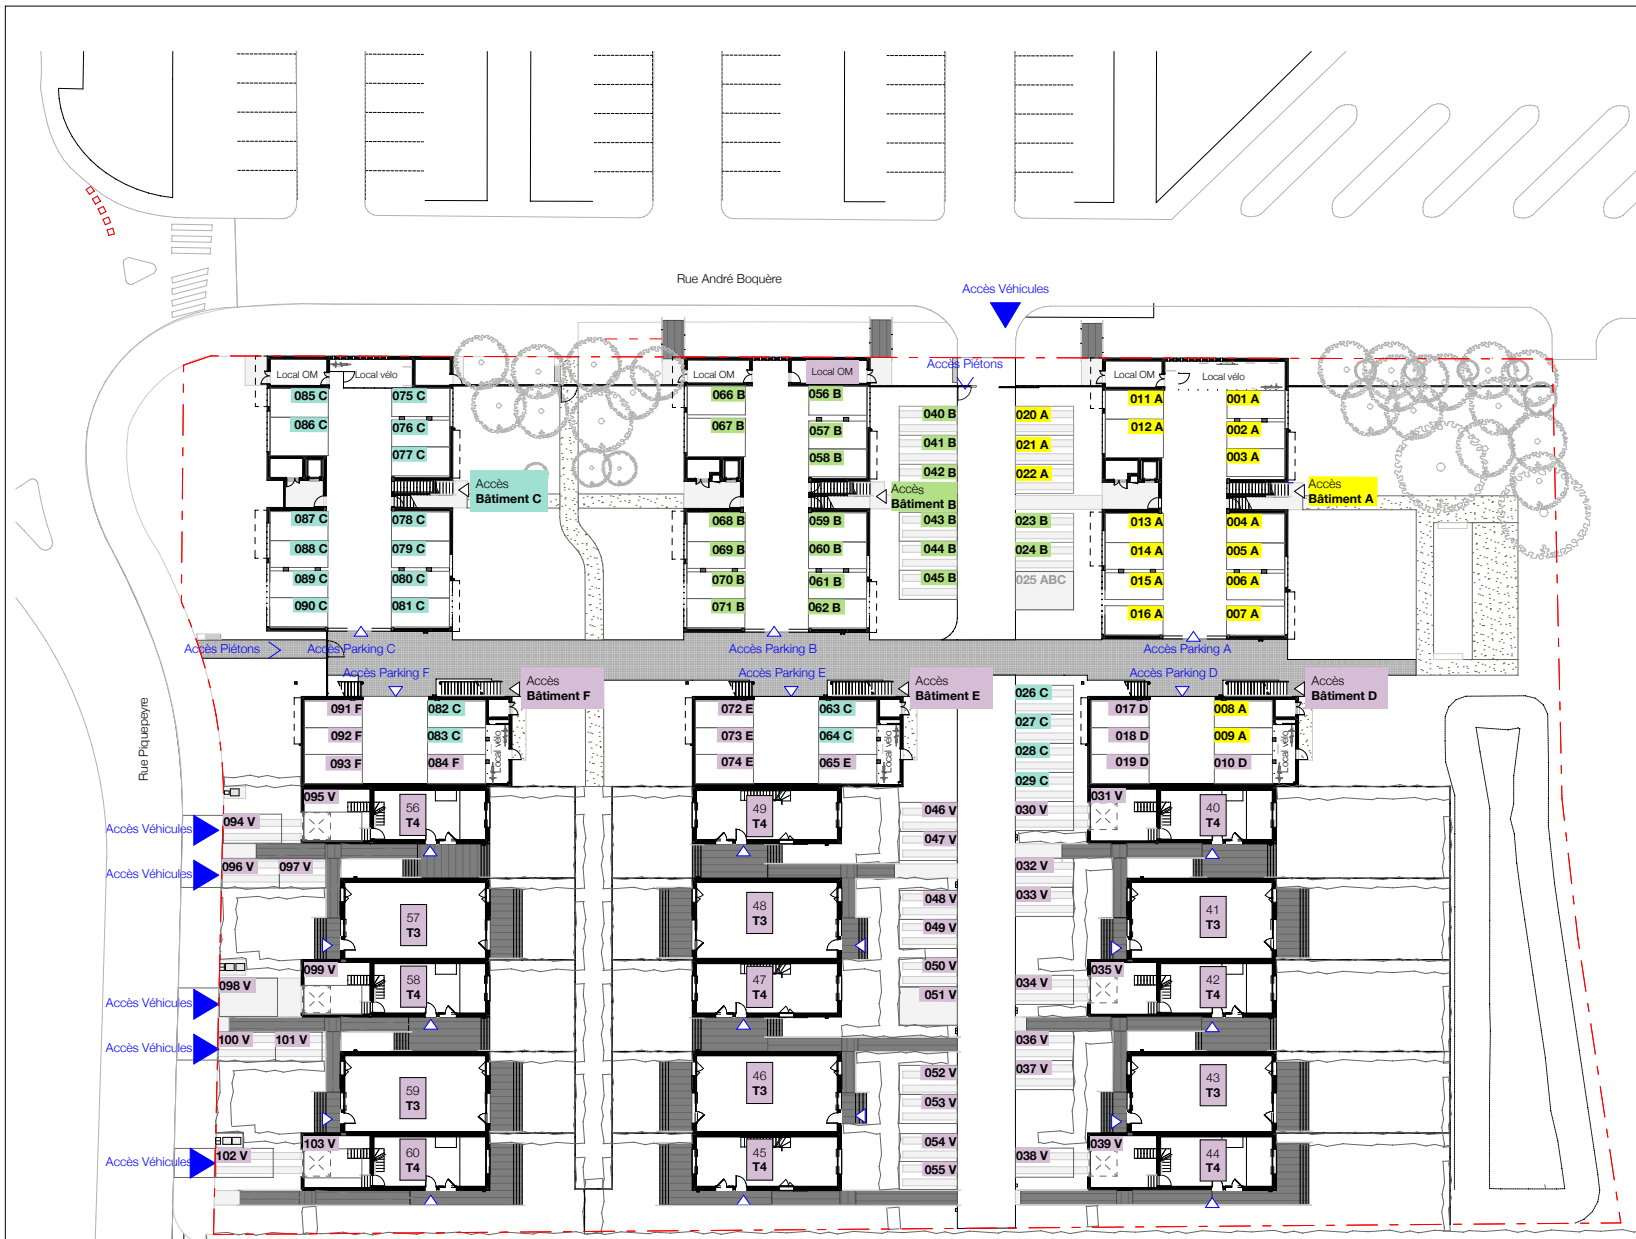 Rue André Boquère
Accès Véhicules
Accès Piétons
Local OM
Local vélo
Local OM
Local OM
Local OM
Local vélo
085 C
075 C
086 C
076 C
077 C
Accès
Bâtiment C
087 C
078 C
088 C
079 C
089 C
080 C
090 C
081 C
066 B
056 B
067 B
057 B
058 B
Accès
Bâtiment B
068 B
059 B
069 B
060 B
070 B
061 B
071 B
062 B
040 B
041 B
042 B
043 B
044 B
045 B
020 A
021 A
022 A
023 B
024 B
025 ABC
011 A
001 A
012 A
002 A
003 A
Accès
Bâtiment A
013 A
004 A
014 A
005 A
015 A
006 A
016 A
007 A
Accès Piétons
Accès Parking C
Accès Parking B
Accès Parking A
Accès Parking F
Accès Parking E
Accès Parking D
Accès
Bâtiment F
Accès
Bâtiment E
Accès
Bâtiment D
Rue Piquepeyre
091 F
082 C
092 F
083 C
093 F
084 F
Local vélo
072 E
063 C
073 E
064 C
074 E
065 E
Local vélo
026 C
027 C
028 C
029 C
030 V
017 D
008 A
018 D
009 A
019 D
010 D
Local vélo
095 V
56
T4
49
T4
046 V
047 V
031 V
40
T4
Accès Véhicules
094 V
Accès Véhicules
096 V
097 V
032 V
033 V
57
T3
48
T3
048 V
049 V
41
T3
099 V
58
T4
47
T4
050 V
051 V
034 V
035 V
42
T4
098 V
Accès Véhicules
Accès Véhicules
100 V
101 V
036 V
037 V
59
T3
46
T3
052 V
053 V
43
T3
103 V
60
T4
45
T4
054 V
055 V
038 V
039 V
44
T4
Accès Véhicules
102 V